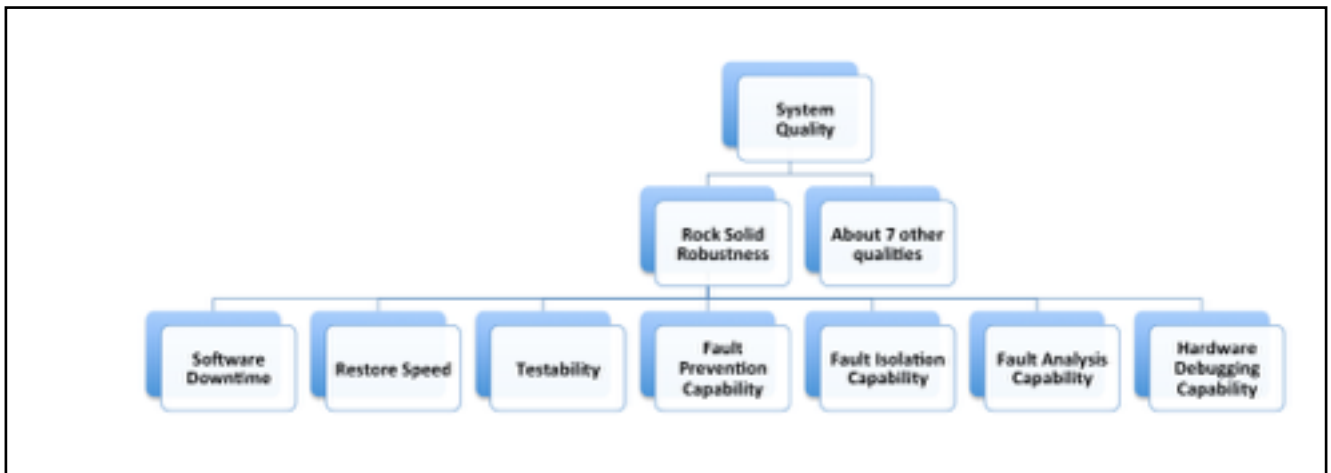 System
Quality
Rock Solid
Robustness
About 7 other
qualities
Software
Downtime
Restore Speed
Testability
Fault
Prevention
Capability
Fault Isolation
Capability
Fault Analysis
Capability
Hardware
Debugging
Capability